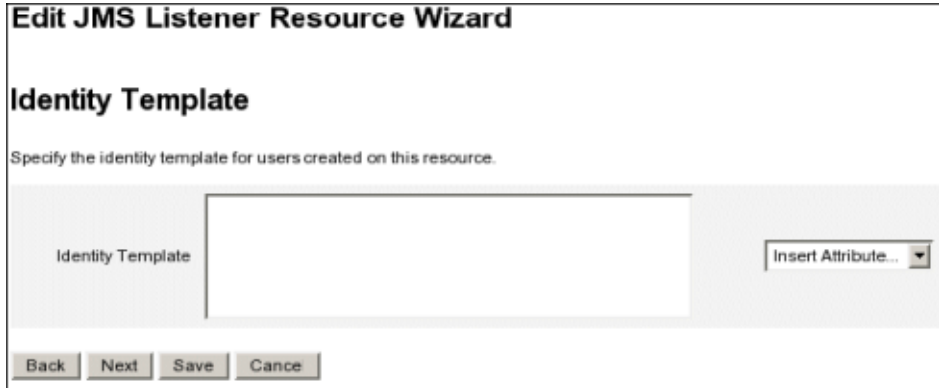 Edit JMS Listener Resource Wizard
Identity Template
Specify the identity template for users created on this resource.
Identity Template
Insert Attribute...
Back Next Save Cance